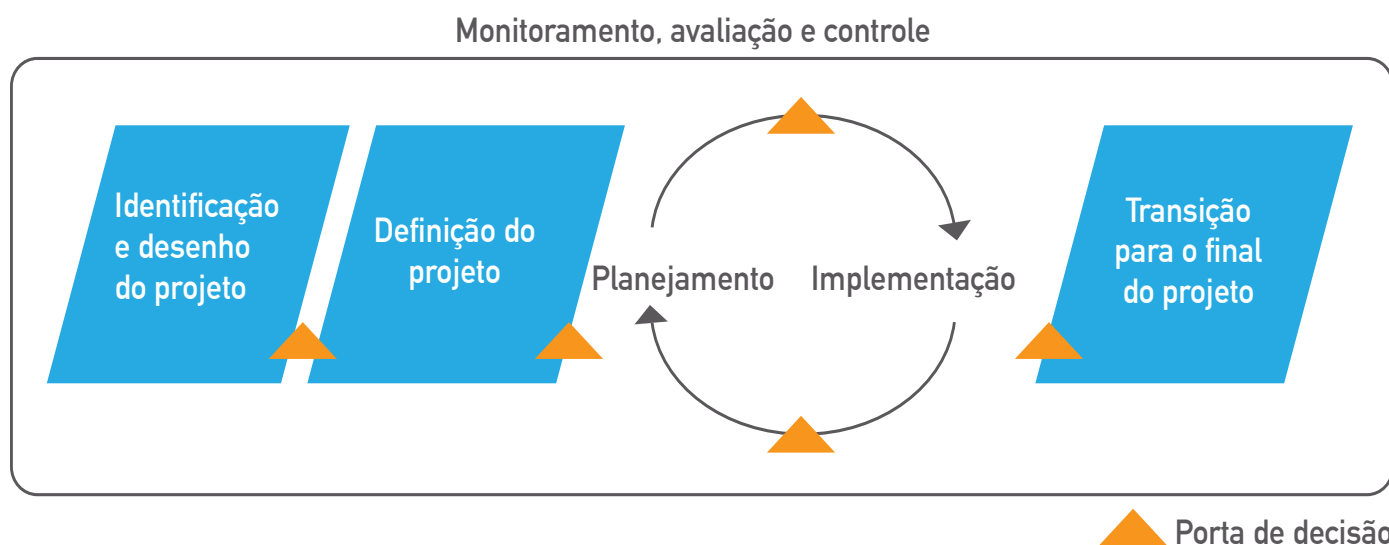 Monitoramento, avaliação e controle
Identificação
e desenho
do projeto
Definição do
projeto
Planejamento
Implementação
Transição
para o final
do projeto
Porta de decisão